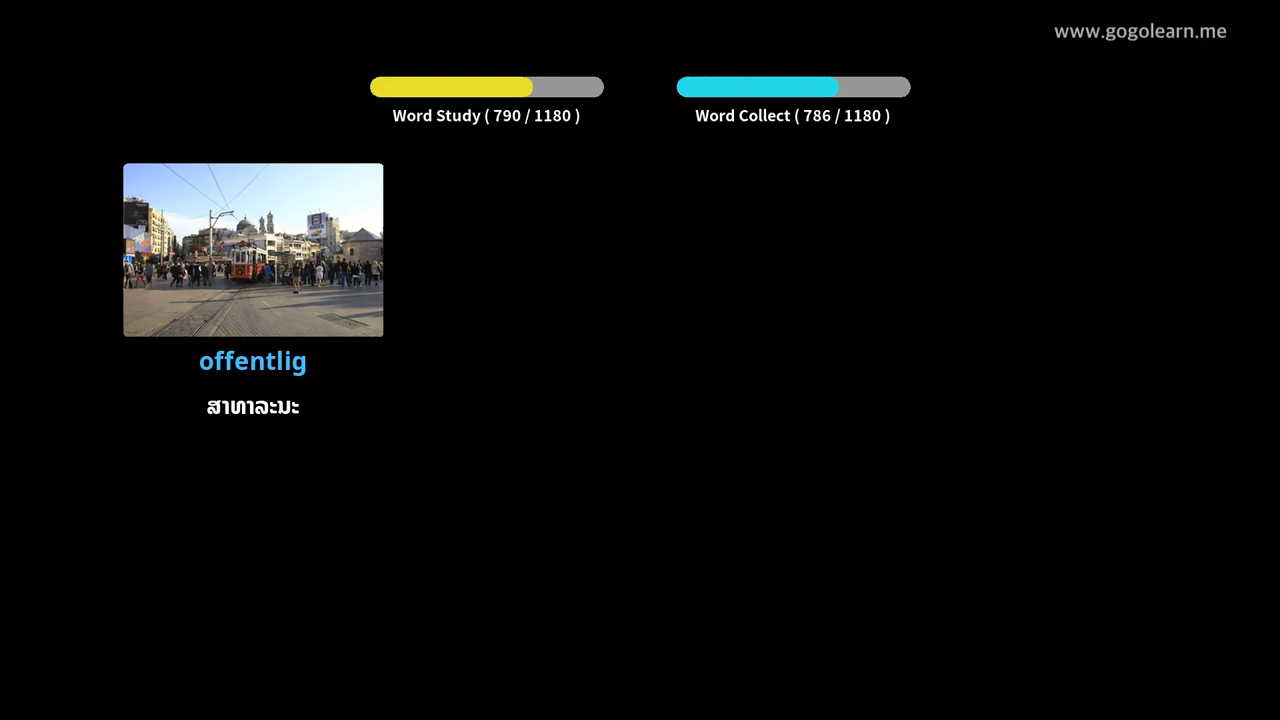 www.gogolearn.me
Word Study ( 790 / 1180 )
Word Collect ( 786 / 1180 )
offentlig
ສາທາລະນະ